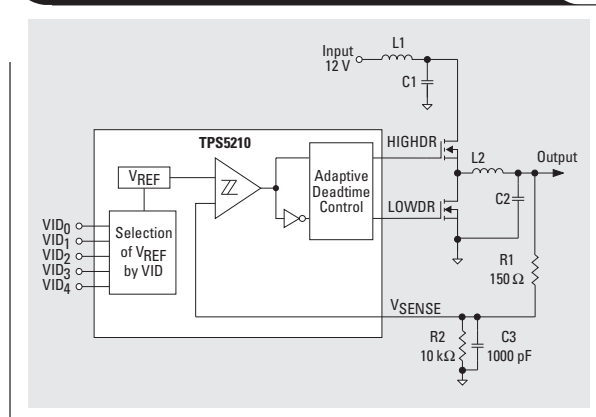 L1
Input
12 V
C1
TPS5210
HIGHDR
L2
Output
VREF
Adaptive
Deadtime
Control
C2
LOWDR
VID0
VID1
VID2
VID3
VID4
Selection
of VREF
by VID
R1
150 Ω
VSENSE
R2
10 kΩ
C3
1000 pF